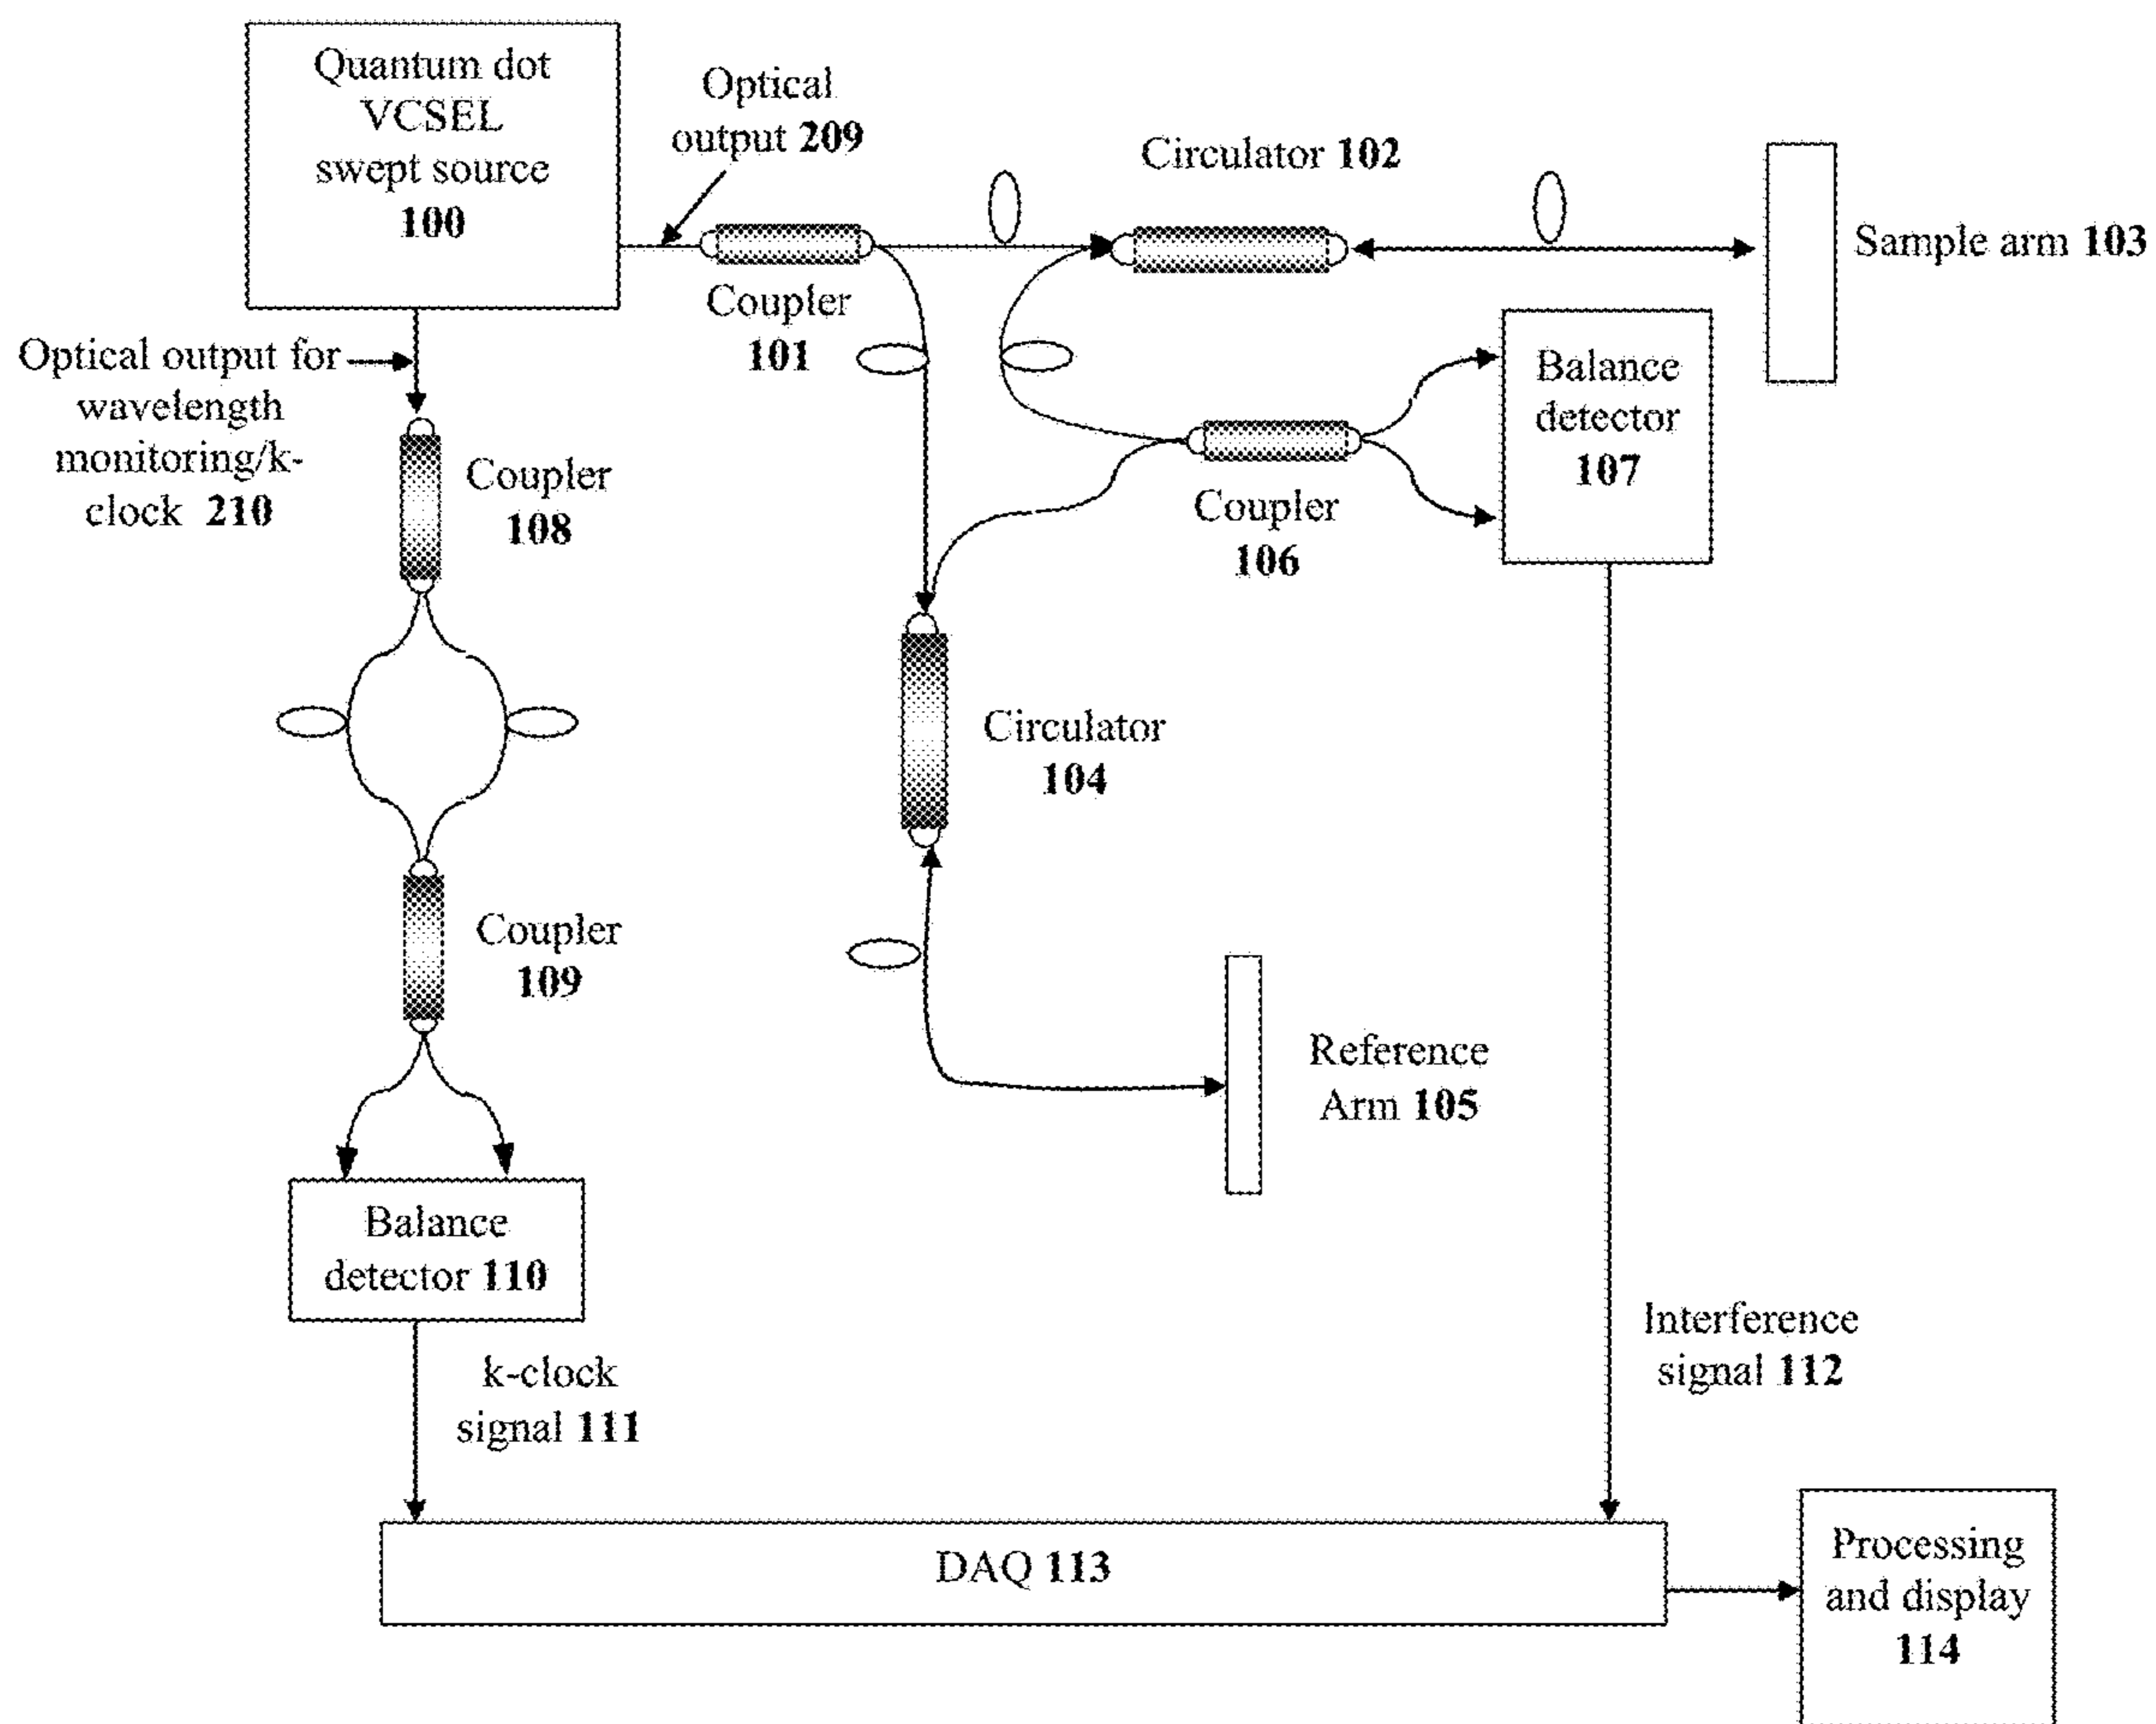 Quantum dot
VCSEL
swept source
100
Optical
output 209
Circulator 102
Sample arm 103
Coupler
101
Optical output for
wavelength
monitoring/k-
clock 210
Coupler
108
Balance
detector
107
Coupler
106
Circulator
104
Coupler
109
Reference
Arm 105
Balance
detector 110
k-clock
signal 111
Interference
signal 112
DAQ 113
Processing
and display
114